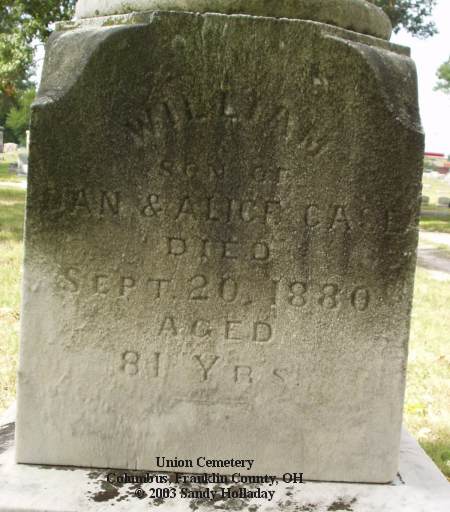 WILLIAM
SON OF
& ALICE CASE
DIED
SEPT. 20, 1880
AGED
81 YRS
Union Cemetery
Columbus, Franklin County, OH
© 2003 Sandy Holladay